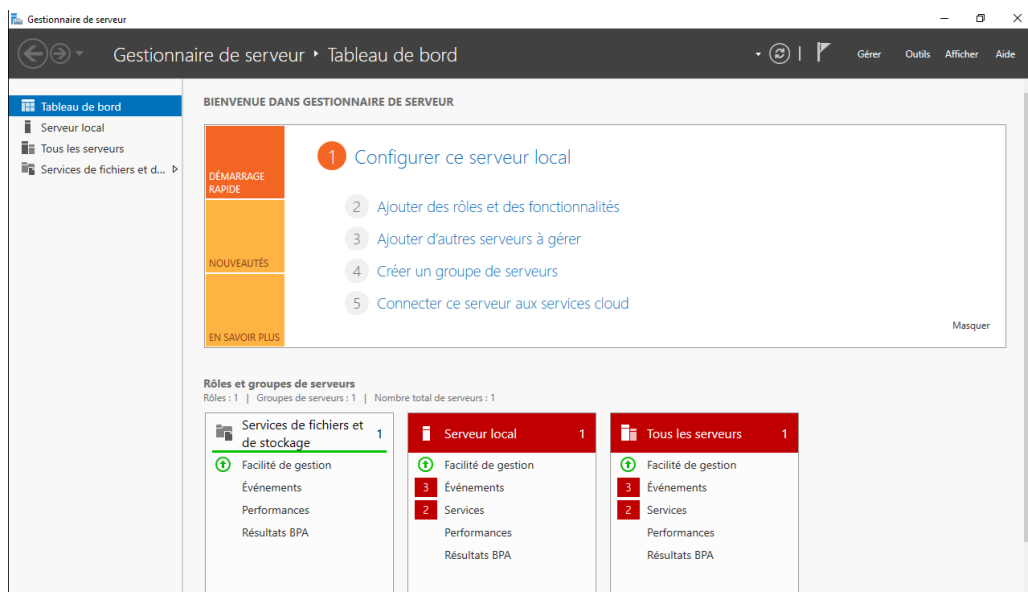 Gestionnaire de serveur
Gestionnaire de serveur ‣ Tableau de bord
Gérer Outils Afficher Aide
Tableau de bord
Serveur local
Tous les serveurs
Services de fichiers et d...
BIENVENUE DANS GESTIONNAIRE DE SERVEUR
DÉMARRAGE
RAPIDE
NOUVEAUTÉS
EN SAVOIR PLUS
1 Configurer ce serveur local
2 Ajouter des rôles et des fonctionnalités
3 Ajouter d'autres serveurs à gérer
4 Créer un groupe de serveurs
5 Connecter ce serveur aux services cloud
Masquer
Rôles et groupes de serveurs
Rôles : 1 | Groupes de serveurs : 1 | Nombre total de serveurs : 1
Services de fichiers et
de stockage 1
Facilité de gestion
Événements
Performances
Résultats BPA
Serveur local 1
Facilité de gestion
3 Événements
2 Services
Performances
Résultats BPA
Tous les serveurs 1
Facilité de gestion
3 Événements
2 Services
Performances
Résultats BPA